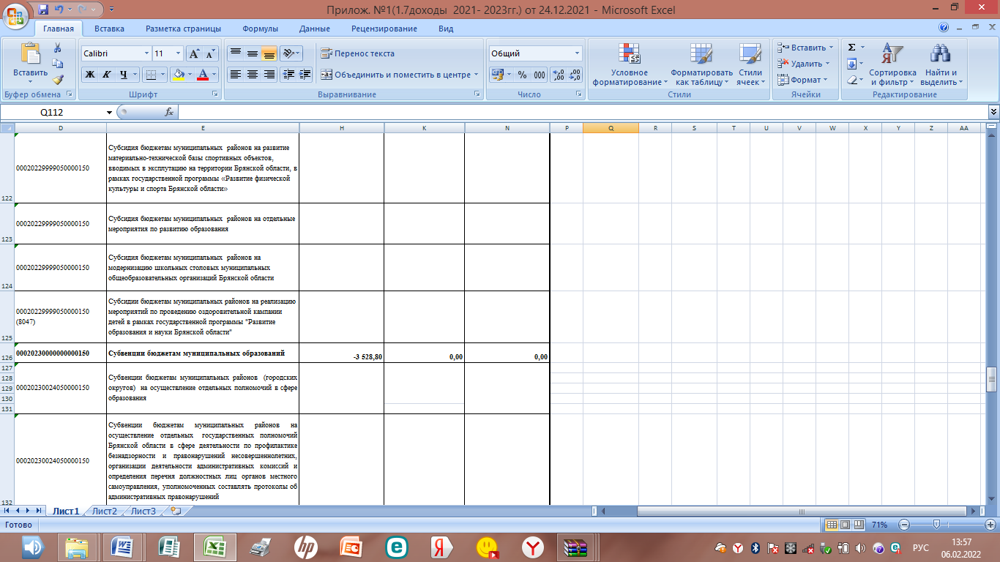 Прилож. №1(1.7доходы 2021- 2023гг.) от 24.12.2021 - Microsoft Excel
Главная Вставка Разметка страницы Формулы Данные Рецензирование Вид
Вставить
Буфер обмена
Calibri 11
Ж К Ч
Шрифт
Перенос текста
Объединить и поместить в центре
Выравнивание
Общий
% 000
Число
Условное форматирование
Форматировать как таблицу
Стили ячеек
Стили
Вставить
Удалить
Формат
Ячейки
Сортировка и фильтр
Найти и выделить
Редактирование
Q112 fx
D E H K N P Q R S T U V W X Y Z AA
122
00020229999050000150
Субсидия бюджетам муниципальных районов на развитие
материально-технической базы спортивных объектов,
вводимых в эксплутацию на территории Брянской области, в
рамках государственной программы «Развитие физической
культуры и спорта Брянской области»
123
00020229999050000150
Субсидия бюджетам муниципальных районов на отдельные
мероприятия по развитию образования
124
00020229999050000150
Субсидия бюджетам муниципальных районов на
модернизацию школьных столовых муниципальных
общеобразовательных организаций Брянской области
125
00020229999050000150
(8047)
Субсидии бюджетам муниципальных районов на реализацию
мероприятий по проведению оздоровительной кампании
детей в рамках государственной программы "Развитие
образования и науки Брянской области"
126
00020230000000000150 Субвенции бюджетам муниципальных образований -3 528,80 0,00 0,00
127
128
129
130
131
00020230024050000150
Субвенции бюджетам муниципальных районов (городских
округов) на осуществление отдельных полномочий в сфере
образования
132
00020230024050000150
Субвенции бюджетам муниципальных районов на
осуществление отдельных государственных полномочий
Брянской области в сфере деятельности по профилактике
безнадзорности и правонарушений несовершеннолетних,
организации деятельности административных комиссий и
определения перечня должностных лиц органов местного
самоуправления, уполномоченных составлять протоколы об
административных правонарушений
Лист1 Лист2 Лист3
Готово 71%
РУС 13:57
06.02.2022